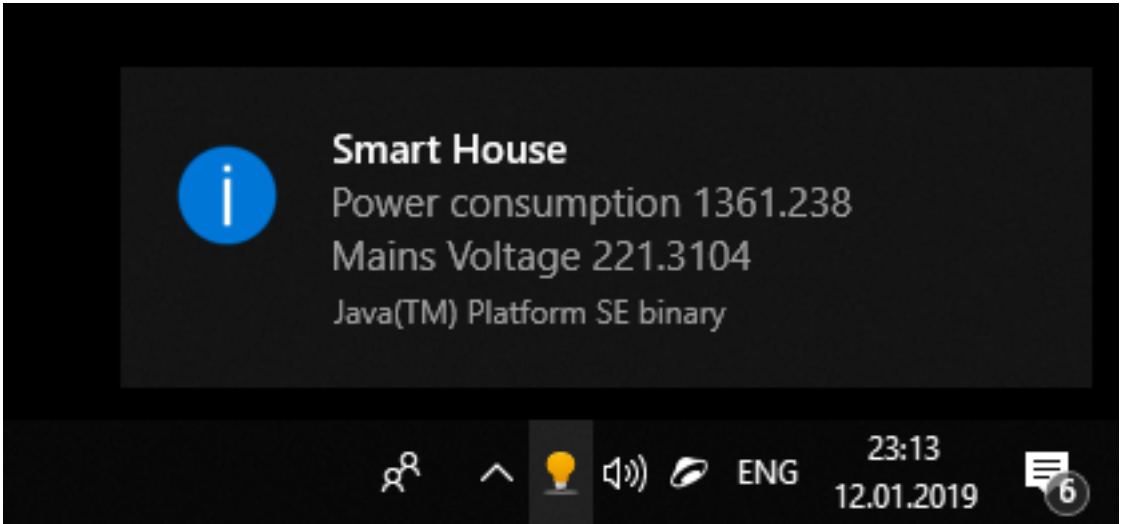 Smart House
Power consumption 1361.238
Mains Voltage 221.3104
Java(TM) Platform SE binary
ENG
23:13
12.01.2019
6